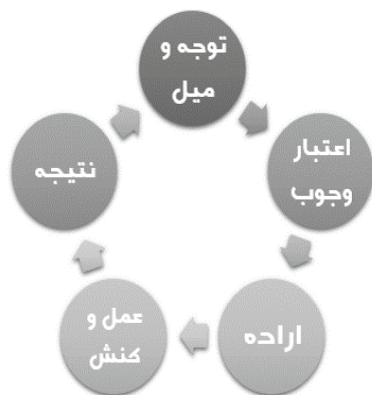 توجه و
میل
اعتبار
وجوب
اراده
عمل و
کنش
نتیجه